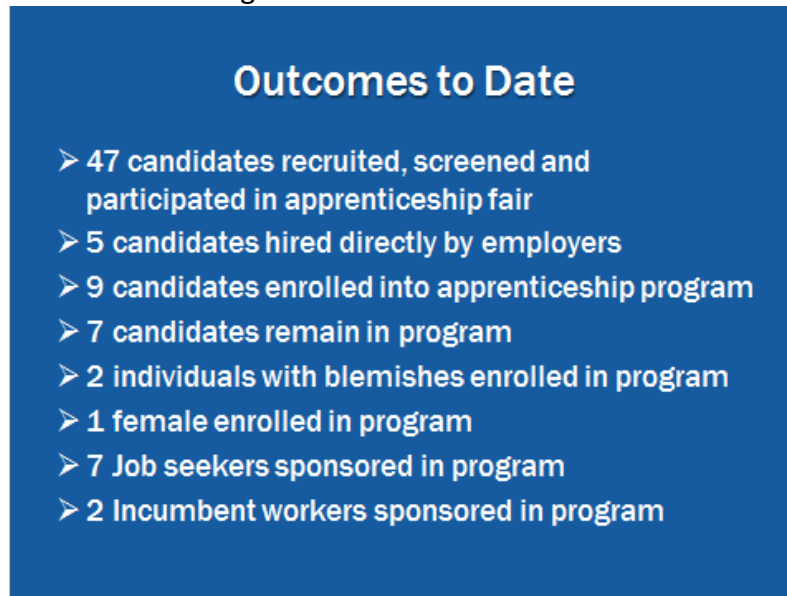 Outcomes to Date
➢ 47 candidates recruited, screened and
participated in apprenticeship fair
➢ 5 candidates hired directly by employers
➢ 9 candidates enrolled into apprenticeship program
➢ 7 candidates remain in program
➢ 2 individuals with blemishes enrolled in program
➢ 1 female enrolled in program
➢ 7 Job seekers sponsored in program
➢ 2 Incumbent workers sponsored in program